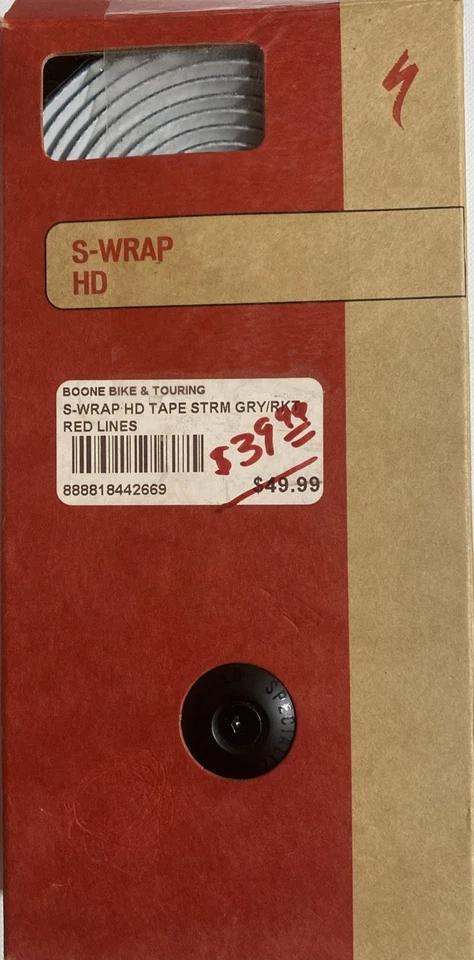 S-WRAP
HD
BOONE BIKE & TOURING
S-WRAP HD TAPE STRM GRY/RKT
RED LINES
$39.99
888818442669
$49.99